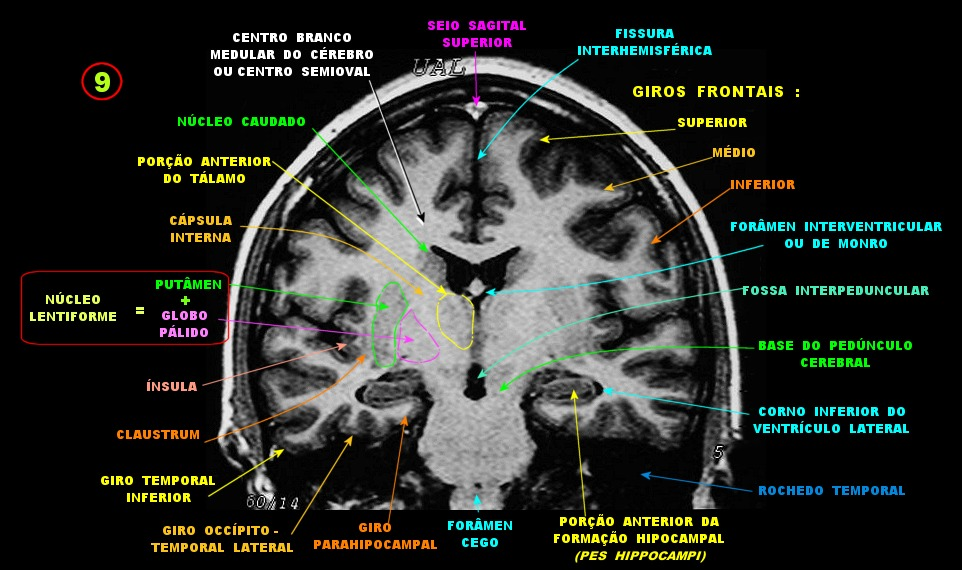 9
CENTRO BRANCO
MEDULAR DO CÉREBRO
OU CENTRO SEMIOVAL
UAL
SEIO SAGITAL
SUPERIOR
FISSURA
INTERHEMISFÉRICA
GIROS FRONTAIS :
SUPERIOR
MÉDIO
INFERIOR
NÚCLEO CAUDADO
PORÇÃO ANTERIOR
DO TÁLAMO
CÁPSULA
INTERNA
FORÂMEN INTERVENTRICULAR
OU DE MONRO
NÚCLEO
LENTIFORME
=
PUTÂMEN
+
GLOBO
PÁLIDO
FOSSA INTERPEDUNCULAR
BASE DO PEDÚNCULO
CEREBRAL
ÍNSULA
CORNO INFERIOR DO
VENTRÍCULO LATERAL
CLAUSTRUM
5
GIRO TEMPORAL
INFERIOR
ROCHEDO TEMPORAL
60/14
GIRO OCCÍPITO-
TEMPORAL LATERAL
GIRO
PARAHIPOCAMPAL
FORÂMEN
CEGO
PORÇÃO ANTERIOR DA
FORMAÇÃO HIPOCAMPAL
(PES HIPPOCAMPI)